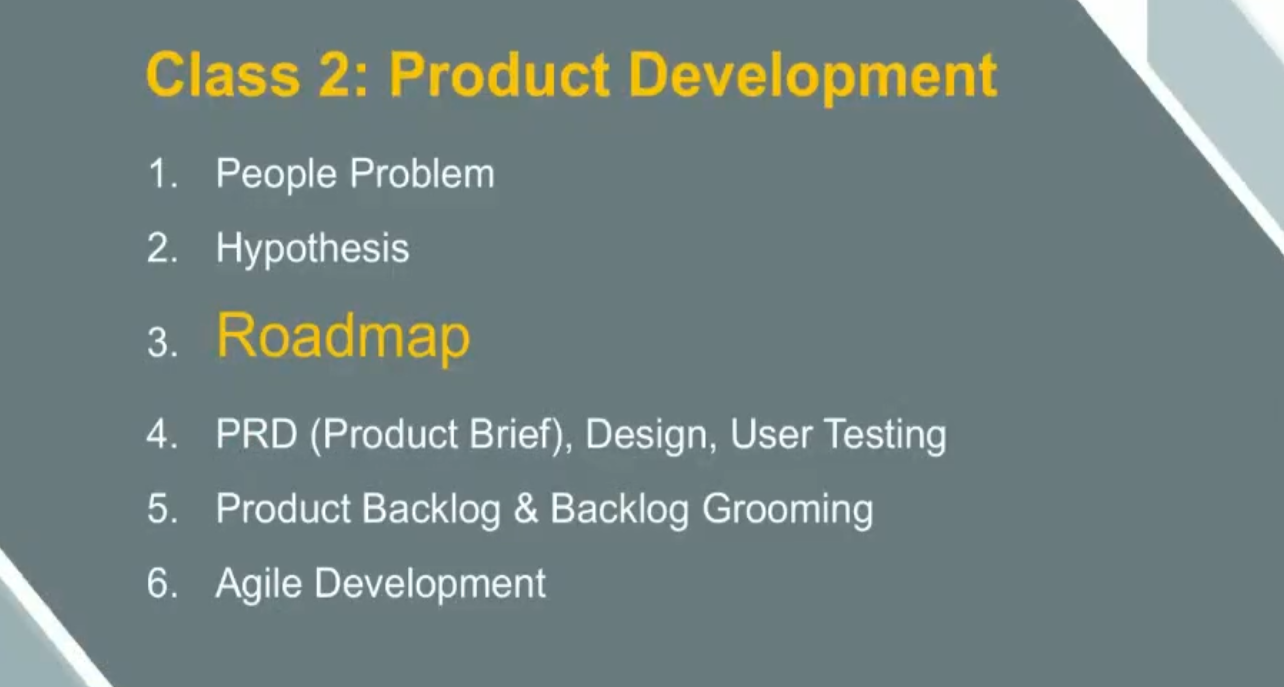 Class 2: Product Development
1. People Problem
2. Hypothesis
3. Roadmap
4. PRD (Product Brief), Design, User Testing
5. Product Backlog & Backlog Grooming
6. Agile Development